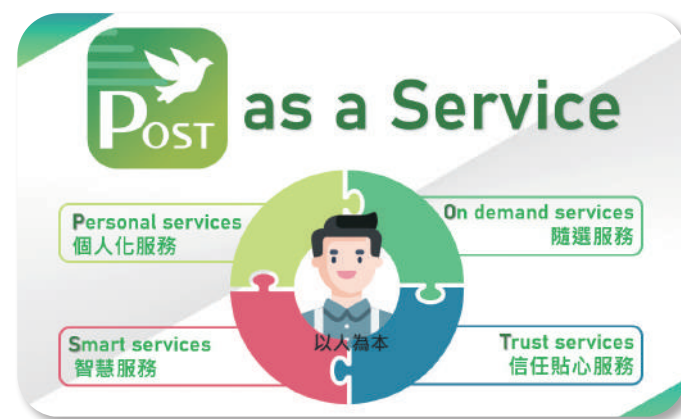 POST as a Service
Personal services
個人化服務
On demand services
隨選服務
以人為本
Smart services
智慧服務
Trust services
信任貼心服務